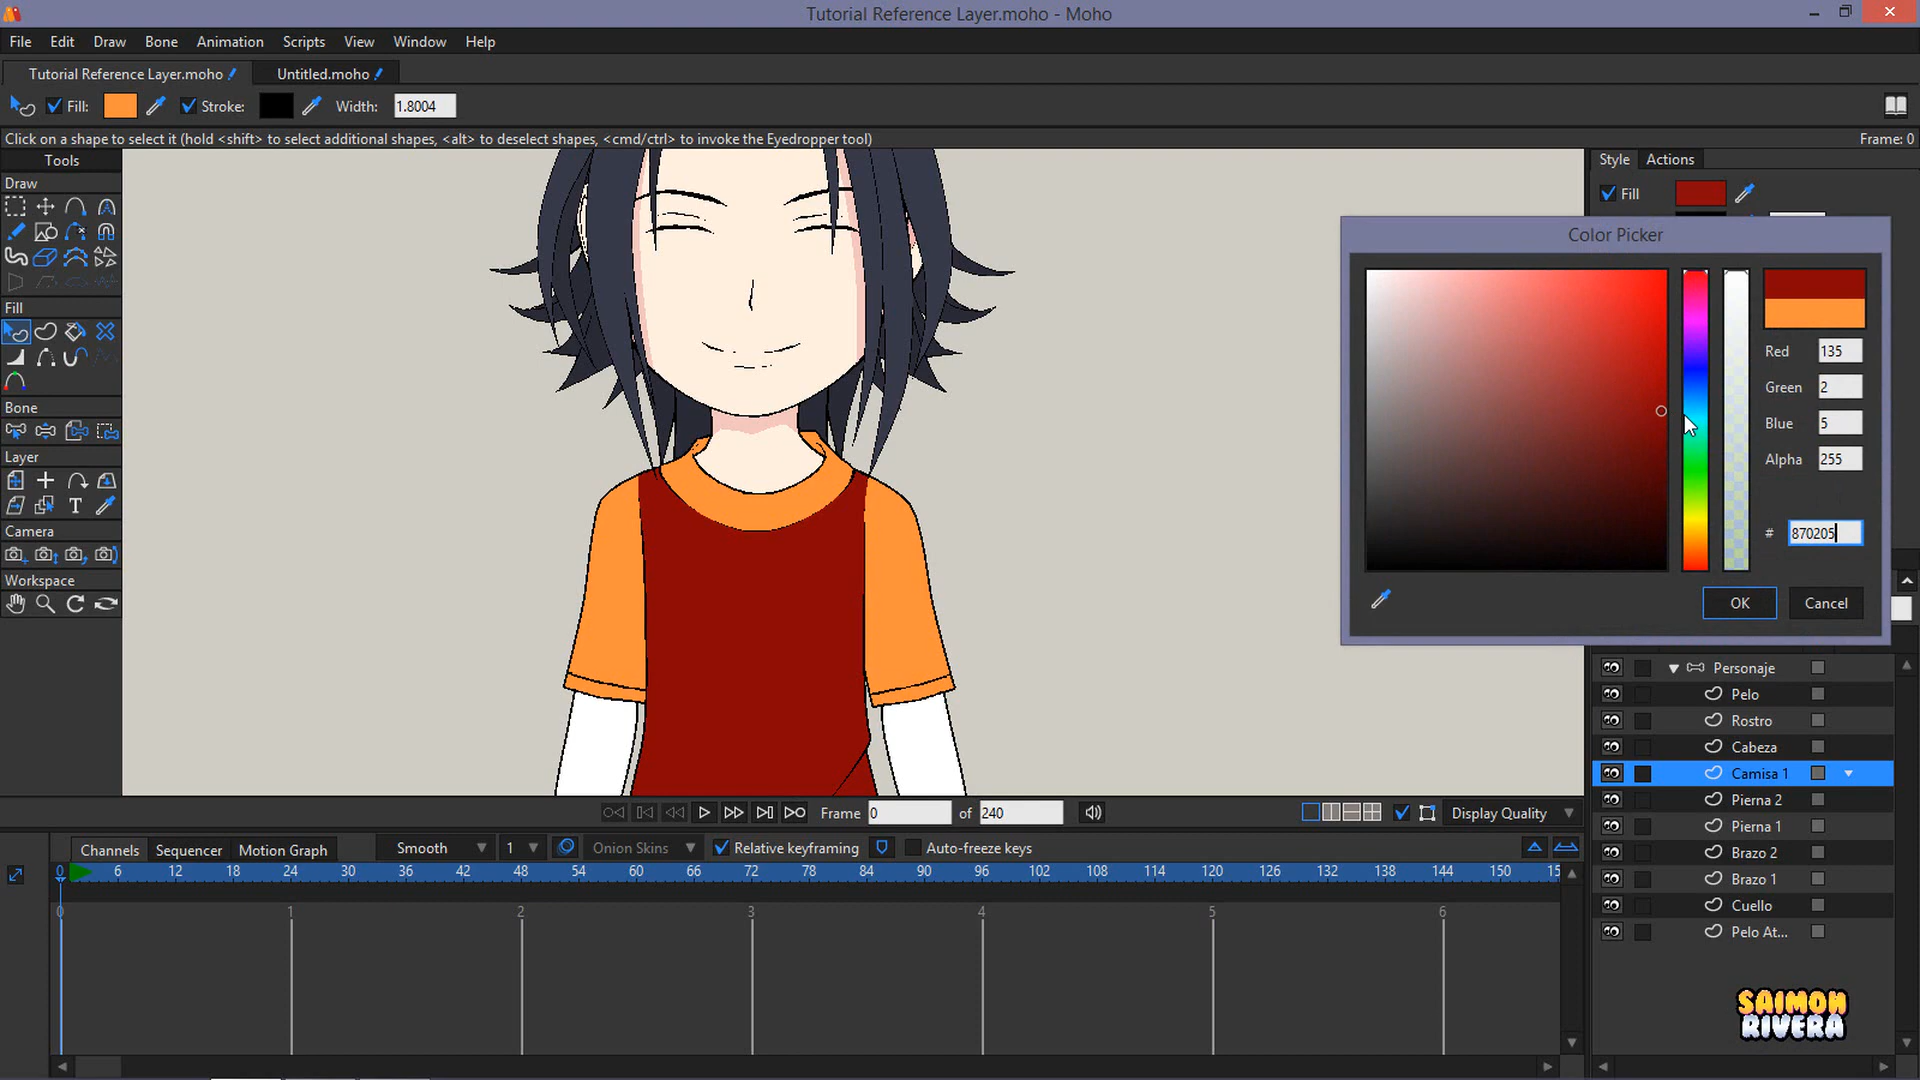 Tutorial Reference Layer.moho - Moho
File Edit Draw Bone Animation Scripts View Window Help
Tutorial Reference Layer.moho Untitled.moho
Fill: Stroke: Width: 1.8004
Click on a shape to select it (hold <shift> to select additional shapes, <alt> to deselect shapes, <cmd/ctrl> to invoke the Eyedropper tool) Frame: 0
Tools
Style Actions
Draw
Fill
Color Picker
Fill
Red 135
Green 2
Blue 5
Alpha 255
# 870205
OK Cancel
Bone
Layer
T
Camera
Workspace
Personaje
Pelo
Rostro
Cabeza
Camisa 1
Pierna 2
Pierna 1
Brazo 2
Brazo 1
Cuello
Pelo At...
Frame 0 of 240 Display Quality
Channels Sequencer Motion Graph Smooth 1 Onion Skins Relative keyframing Auto-freeze keys
0 6 12 18 24 30 36 42 48 54 60 66 72 78 84 90 96 102 108 114 120 126 132 138 144 150 15
0 1 2 3 4 5 6
SAIMON
RIVERA